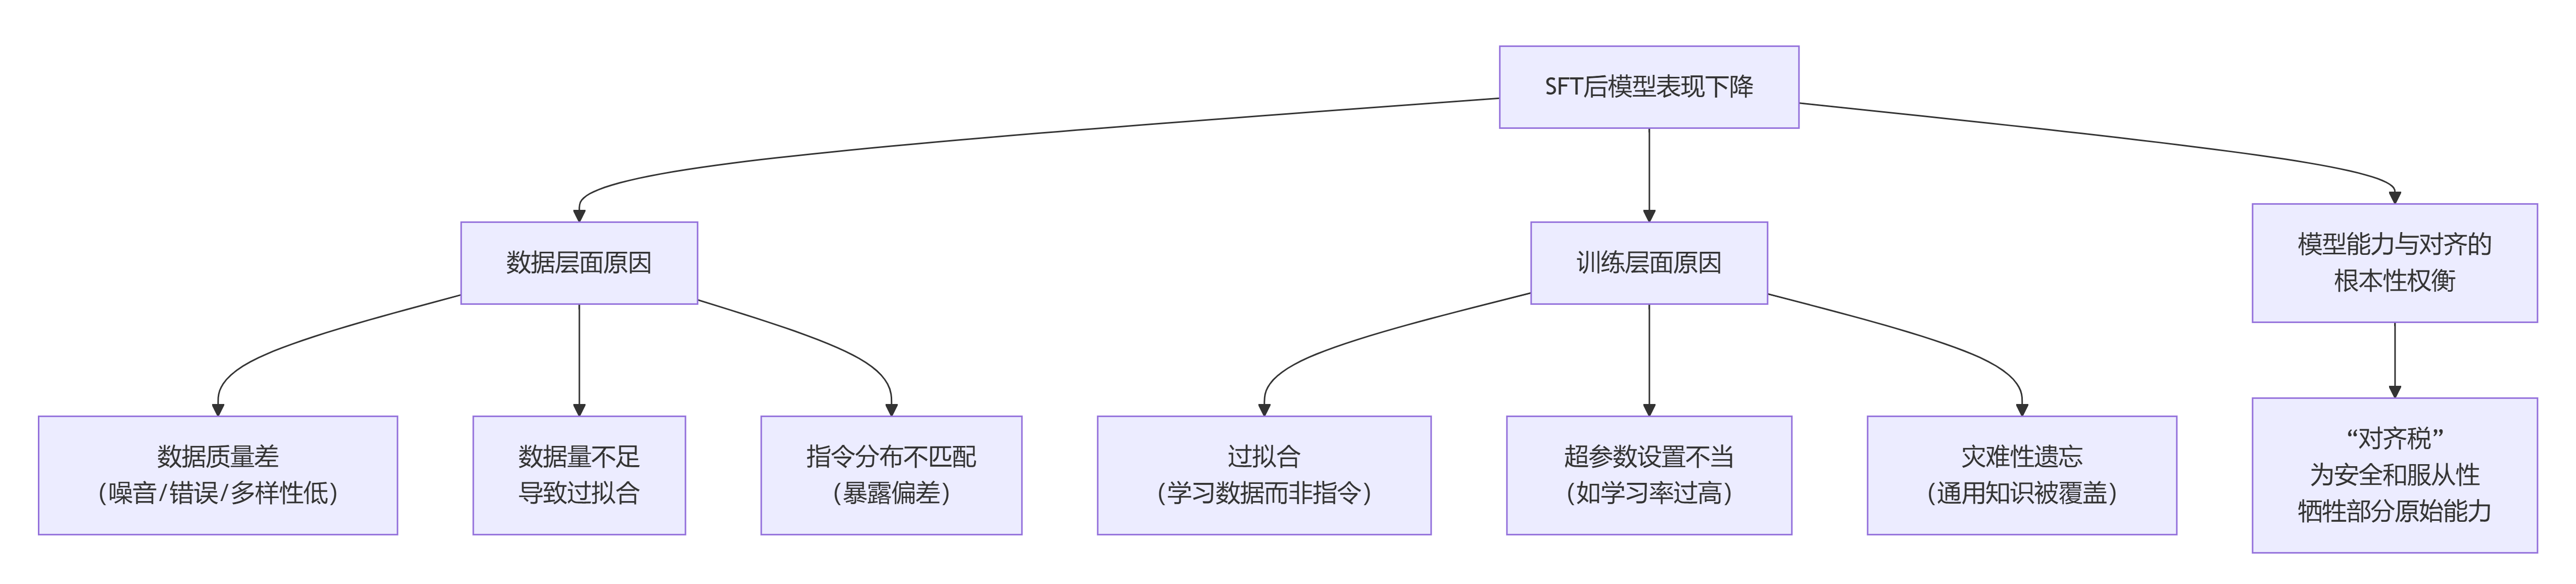 SFT后模型表现下降
数据层面原因
训练层面原因
模型能力与对齐的
根本性权衡
数据质量差
(噪音/错误/多样性低)
数据量不足
导致过拟合
指令分布不匹配
(暴露偏差)
过拟合
(学习数据而非指令)
超参数设置不当
(如学习率过高)
灾难性遗忘
(通用知识被覆盖)
“对齐税”
为安全和服从性
牺牲部分原始能力